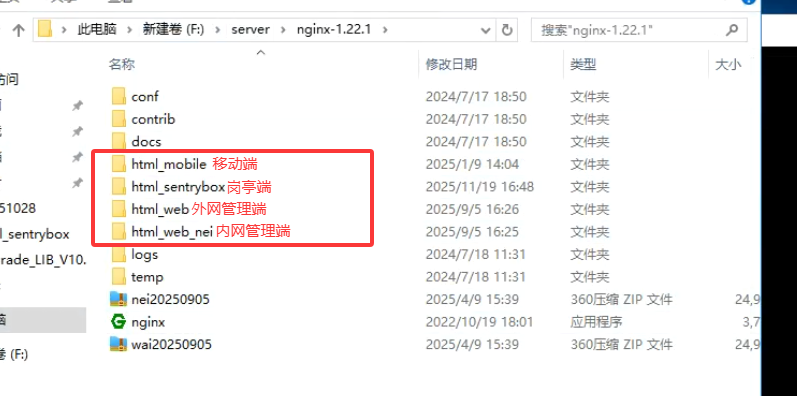 此电脑 > 新建卷 (F:) > server > nginx-1.22.1 >
搜索"nginx-1.22.1"
名称 修改日期 类型 大小
conf 2024/7/17 18:50 文件夹
contrib 2024/7/17 18:50 文件夹
docs 2024/7/17 18:50 文件夹
html_mobile 移动端 2025/1/9 14:04 文件夹
html_sentrybox 岗亭端 2025/11/19 16:48 文件夹
html_web 外网管理端 2025/9/5 16:26 文件夹
html_web_nei 内网管理端 2025/9/5 16:25 文件夹
logs 2024/7/18 11:31 文件夹
temp 2024/7/18 11:31 文件夹
nei20250905 2025/4/9 15:39 360压缩 ZIP 文件 24,9
nginx 2022/10/19 18:01 应用程序 3,7
wai20250905 2025/4/9 15:39 360压缩 ZIP 文件 24,9
访问
51028
l_sentrybox
rade_LIB_V10.
(F:)